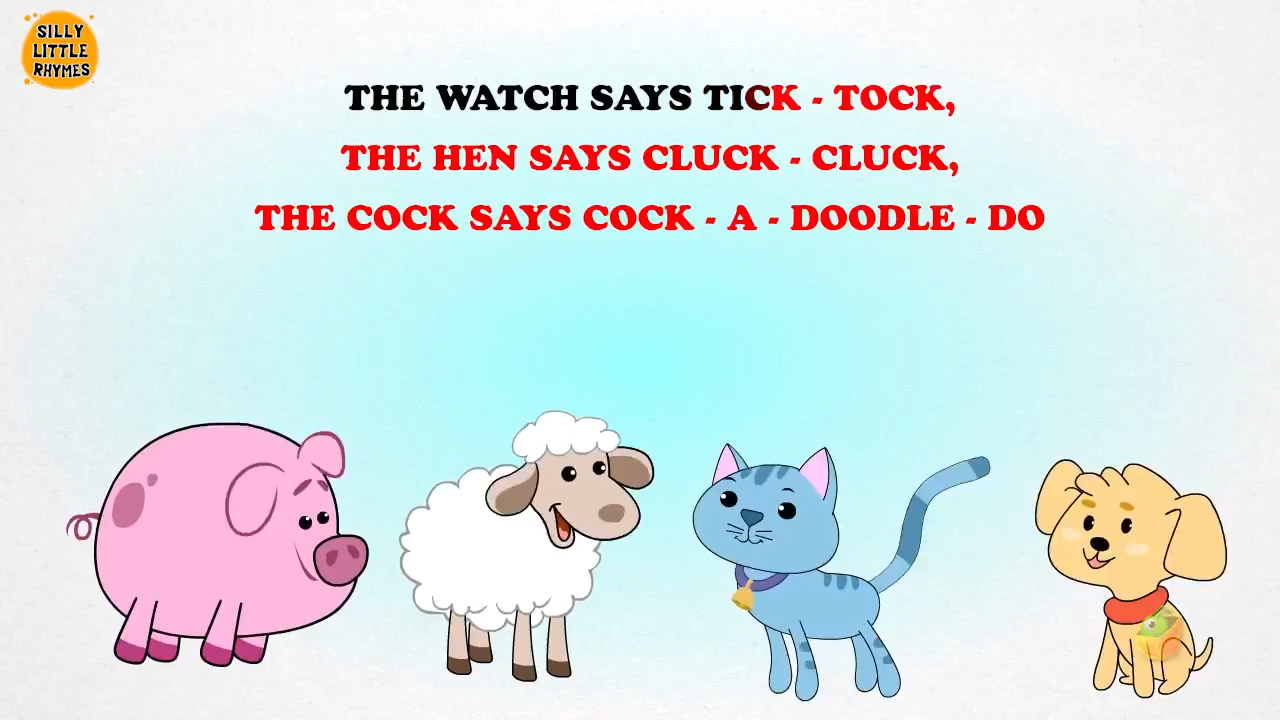 SILLY
LITTLE
RHYMES
THE WATCH SAYS TICK - TOCK,
THE HEN SAYS CLUCK - CLUCK,
THE COCK SAYS COCK - A - DOODLE - DO